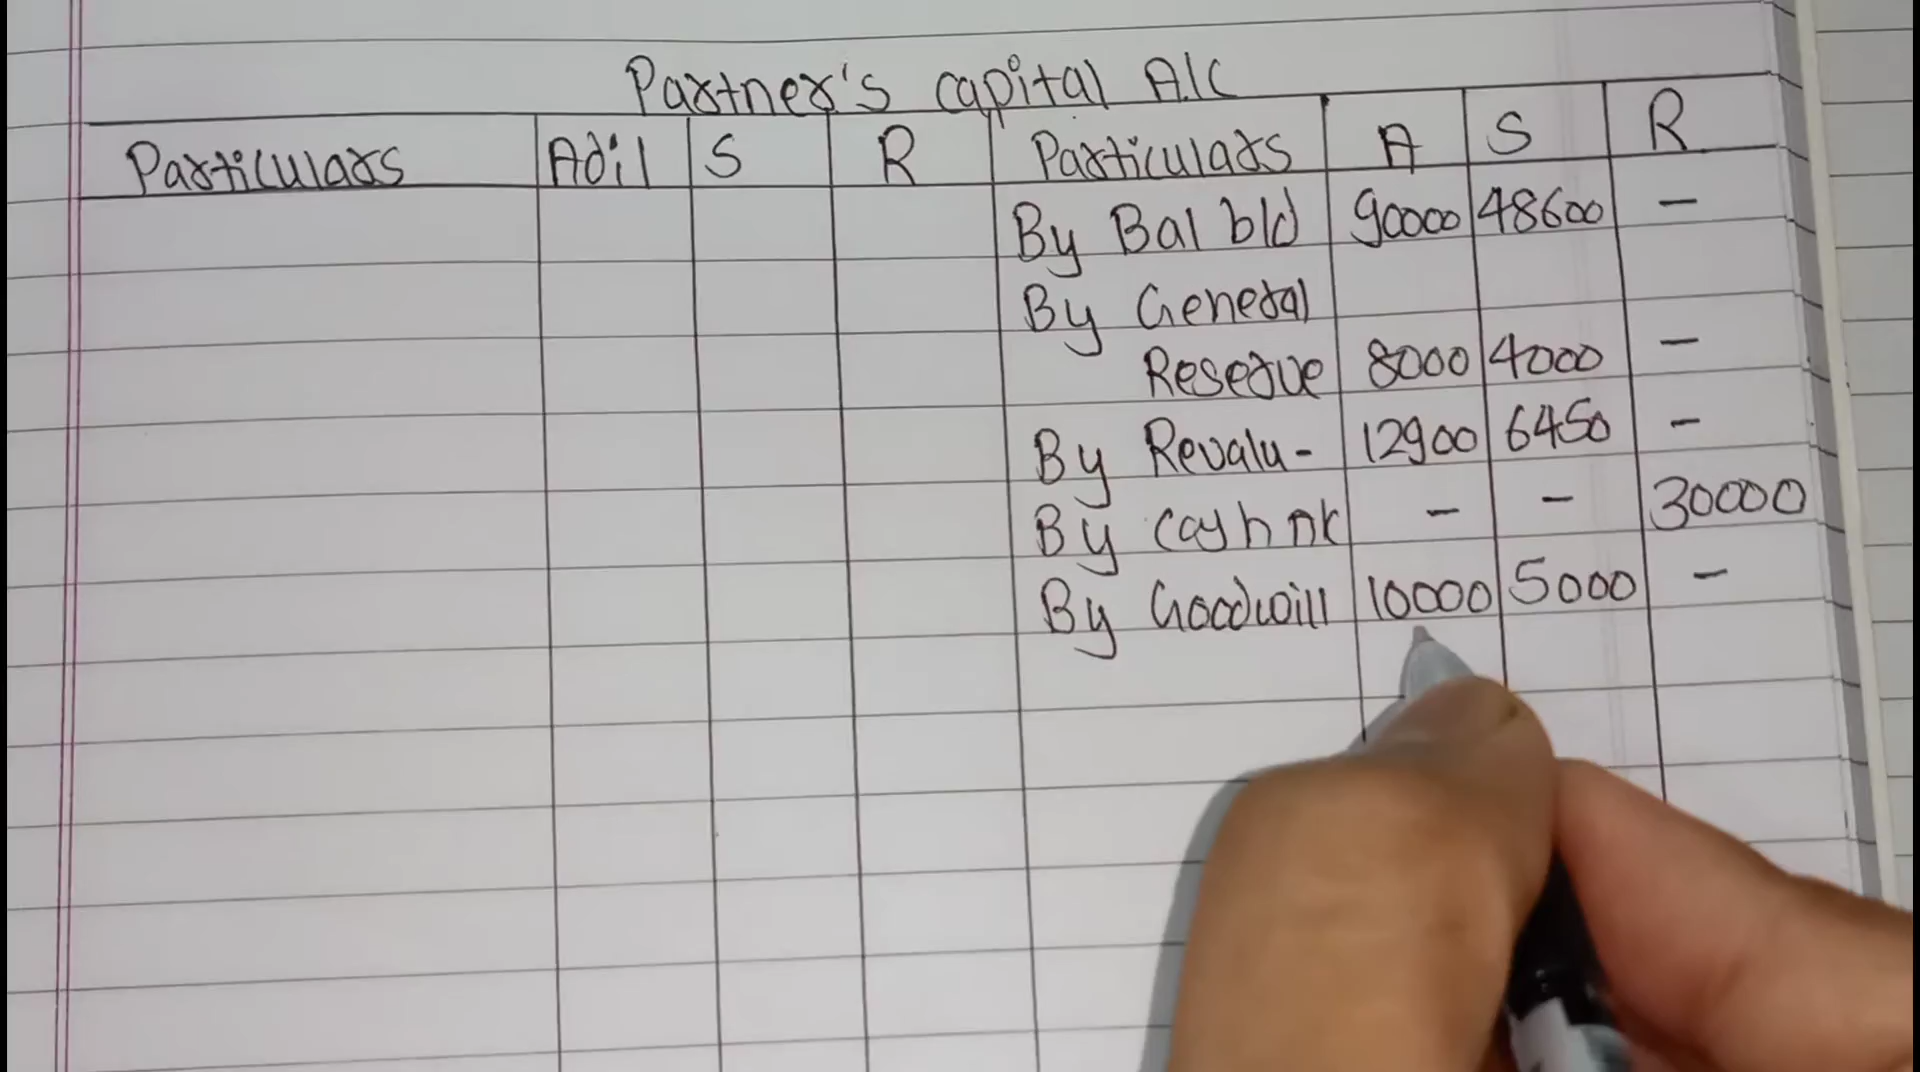 Partner's capital A/C
Particulars Adil S R Particulars A S R
By Bal b/d 90000 48600 -
By General
Reserve 8000 4000 -
By Revalu- 12900 6450 -
By cash - - 30000
By Goodwill 10000 5000 -